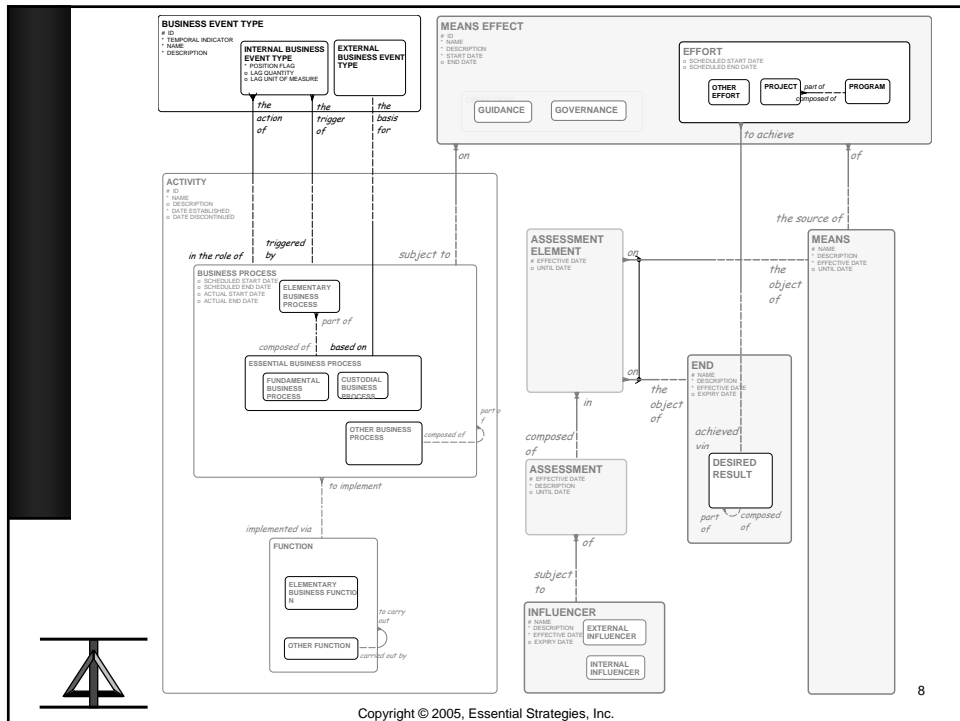 BUSINESS EVENT TYPE
# ID
* TEMPORAL INDICATOR
* NAME
* DESCRIPTION
INTERNAL BUSINESS
EVENT TYPE
* POSITION FLAG
o LAG QUANTITY
o LAG UNIT OF MEASURE
EXTERNAL
BUSINESS EVENT
TYPE
the
action
of
the
trigger
of
the
basis
for
MEANS EFFECT
# ID
* NAME
* DESCRIPTION
* START DATE
o END DATE
GUIDANCE
GOVERNANCE
EFFORT
o SCHEDULED START DATE
o SCHEDULED END DATE
OTHER
EFFORT
PROJECT
part of
composed of
PROGRAM
to achieve
on
of
ACTIVITY
# ID
* NAME
o DESCRIPTION
* DATE ESTABLISHED
o DATE DISCONTINUED
in the role of
triggered
by
subject to
the source of
BUSINESS PROCESS
o SCHEDULED START DATE
o SCHEDULED END DATE
o ACTUAL START DATE
o ACTUAL END DATE
ELEMENTARY
BUSINESS
PROCESS
part of
composed of
based on
ESSENTIAL BUSINESS PROCESS
FUNDAMENTAL
BUSINESS
PROCESS
CUSTODIAL
BUSINESS
PROCESS
OTHER BUSINESS
PROCESS
composed of
part o
f
to implement
implemented via
FUNCTION
ELEMENTARY
BUSINESS FUNCTIO
N
to carry
out
OTHER FUNCTION
carried out by
ASSESSMENT
ELEMENT
# EFFECTIVE DATE
o UNTIL DATE
on
the
object
of
on
the
object
of
in
composed
of
ASSESSMENT
# EFFECTIVE DATE
* DESCRIPTION
o UNTIL DATE
of
subject
to
INFLUENCER
# NAME
* DESCRIPTION
* EFFECTIVE DATE
o EXPIRY DATE
EXTERNAL
INFLUENCER
INTERNAL
INFLUENCER
END
# NAME
* DESCRIPTION
* EFFECTIVE DATE
o EXPIRY DATE
achieved
via
DESIRED
RESULT
part
of
composed
of
MEANS
# NAME
* DESCRIPTION
* EFFECTIVE DATE
o UNTIL DATE
8
Copyright © 2005, Essential Strategies, Inc.